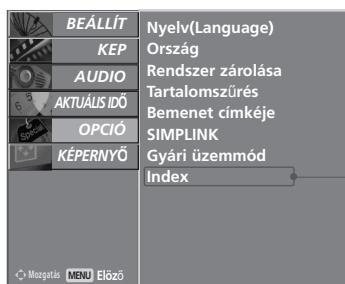 BEÁLLÍT
KEP
AUDIO
AKTUÁLIS IDŐ
OPCIÓ
KÉPERNYŐ
Nyelv(Language)
Ország
Rendszer zárolása
Tartalomszűrés
Bemenet címkéje
SIMPLINK
Gyári üzemmód
Index
Mozgatás MENU Előző